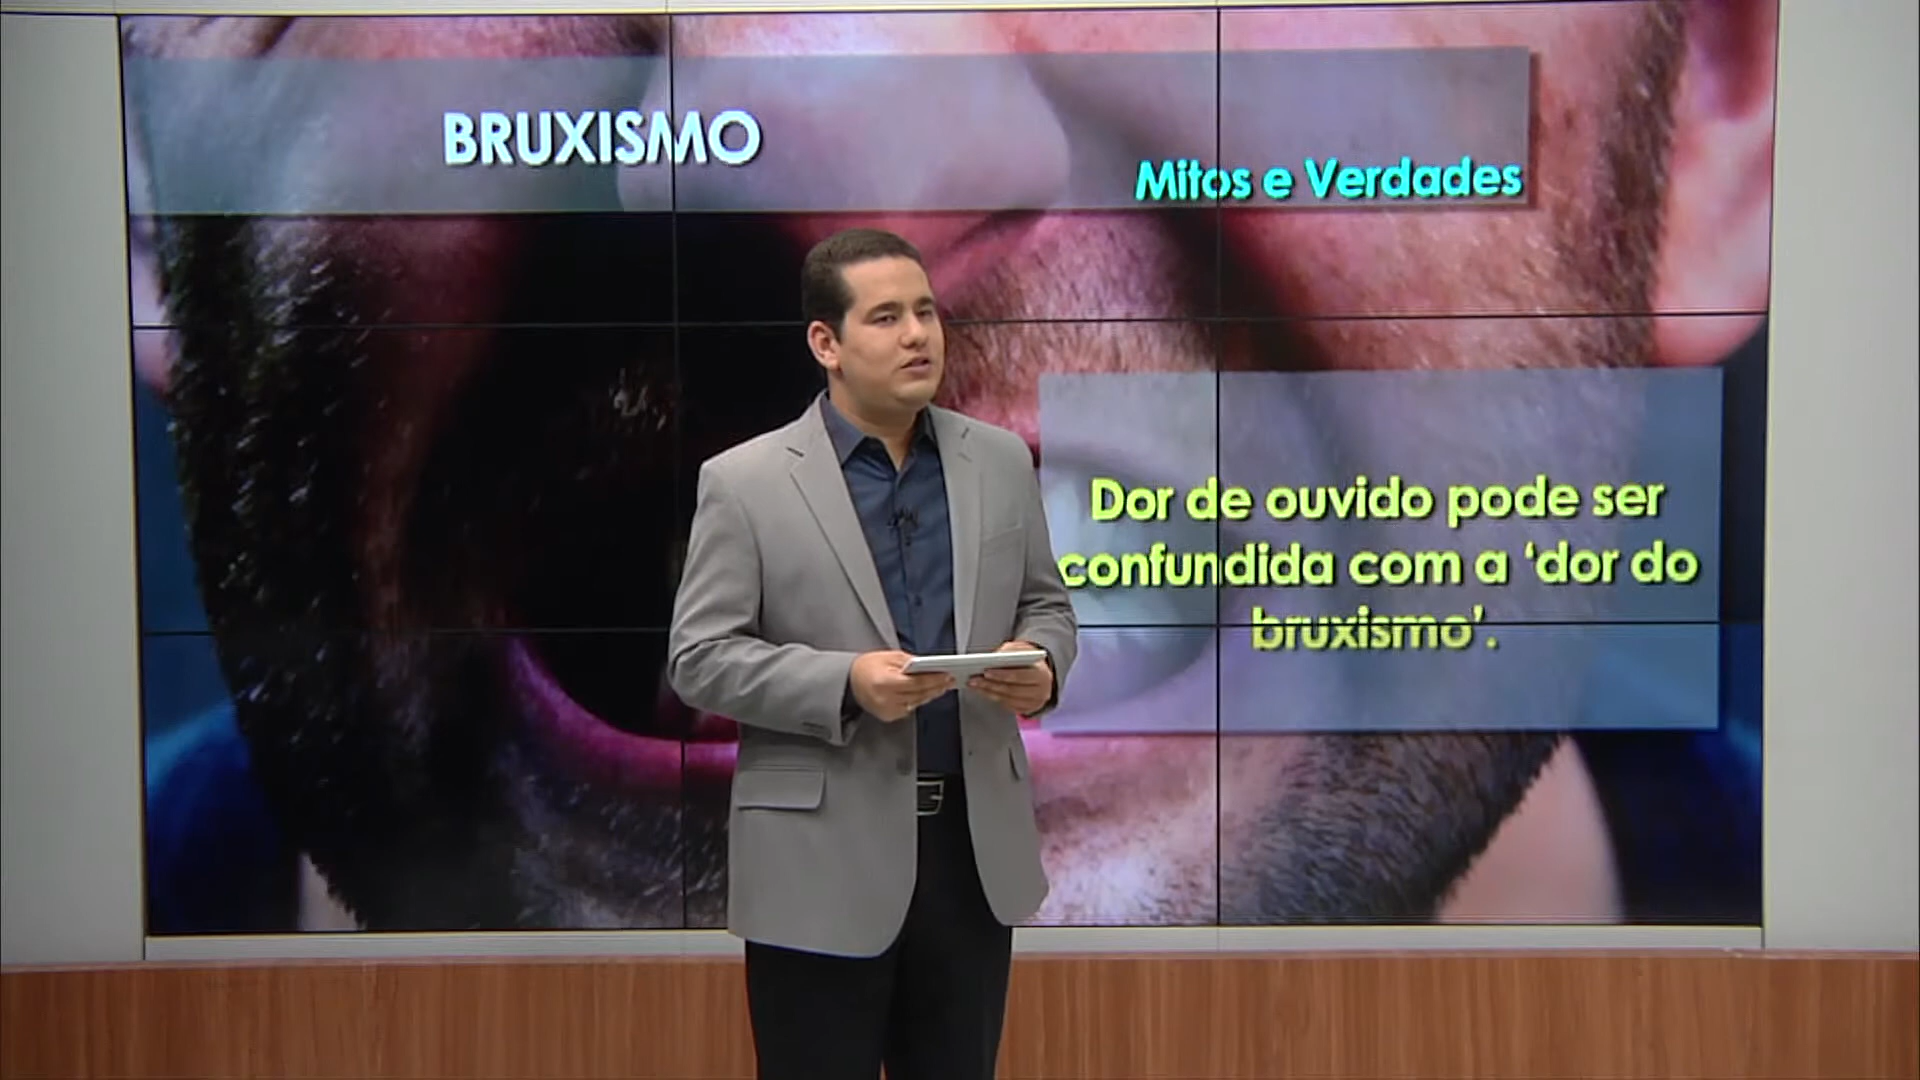 BRUXISMO
Mitos e Verdades
Dor de ouvido pode ser
confundida com a ‘dor do
bruxismo’.